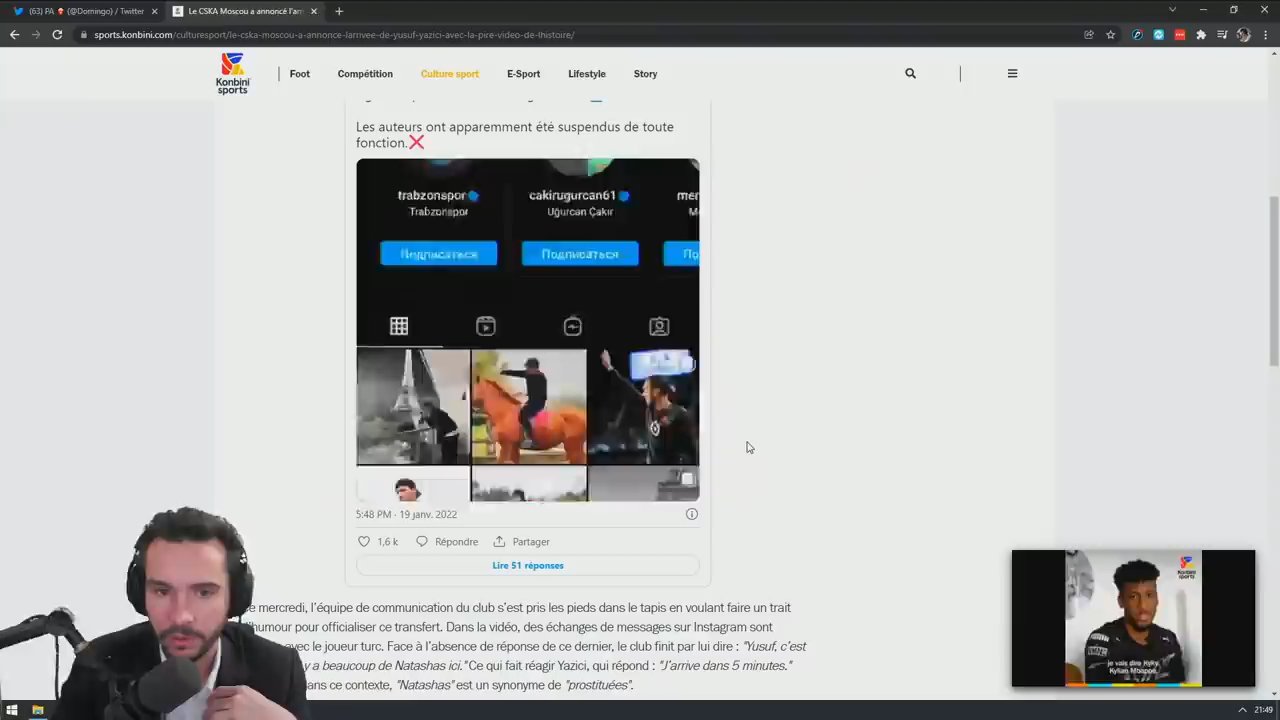 (63) PA (@Domingo) / Twitter
Le CSKA Moscou a annoncé l'arr
sports.konbini.com/culturesport/le-cska-moscou-a-annonce-larrivee-de-yusuf-yazici-avec-la-pire-video-de-lhistoire/
Konbini
sports
Foot
Compétition
Culture sport
E-Sport
Lifestyle
Story
Les auteurs ont apparemment été suspendus de toute
fonction.❌
trabzonspor
cakirugurcan61
mer
Trabzonspor
Uğurcan Çakır
Подписаться
Подписаться
По
5:48 PM · 19 janv. 2022
1,6 k
Répondre
Partager
Lire 51 réponses
e mercredi, l'équipe de communication du club s'est pris les pieds dans le tapis en voulant faire un trait
'humour pour officialiser ce transfert. Dans la vidéo, des échanges de messages sur Instagram sont
avec le joueur turc. Face à l'absence de réponse de ce dernier, le club finit par lui dire : "Yusuf, c'est
y a beaucoup de Natashas ici." Ce qui fait réagir Yazici, qui répond : "J'arrive dans 5 minutes."
ans ce contexte, "Natashas" est un synonyme de "prostituées".
Konbini
sports
je vais dire Kyky,
Kylian Mbappé,
21:49